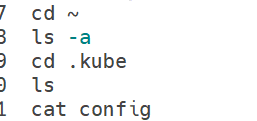 7 cd ~
8 ls -a
9 cd .kube
0 ls
1 cat config